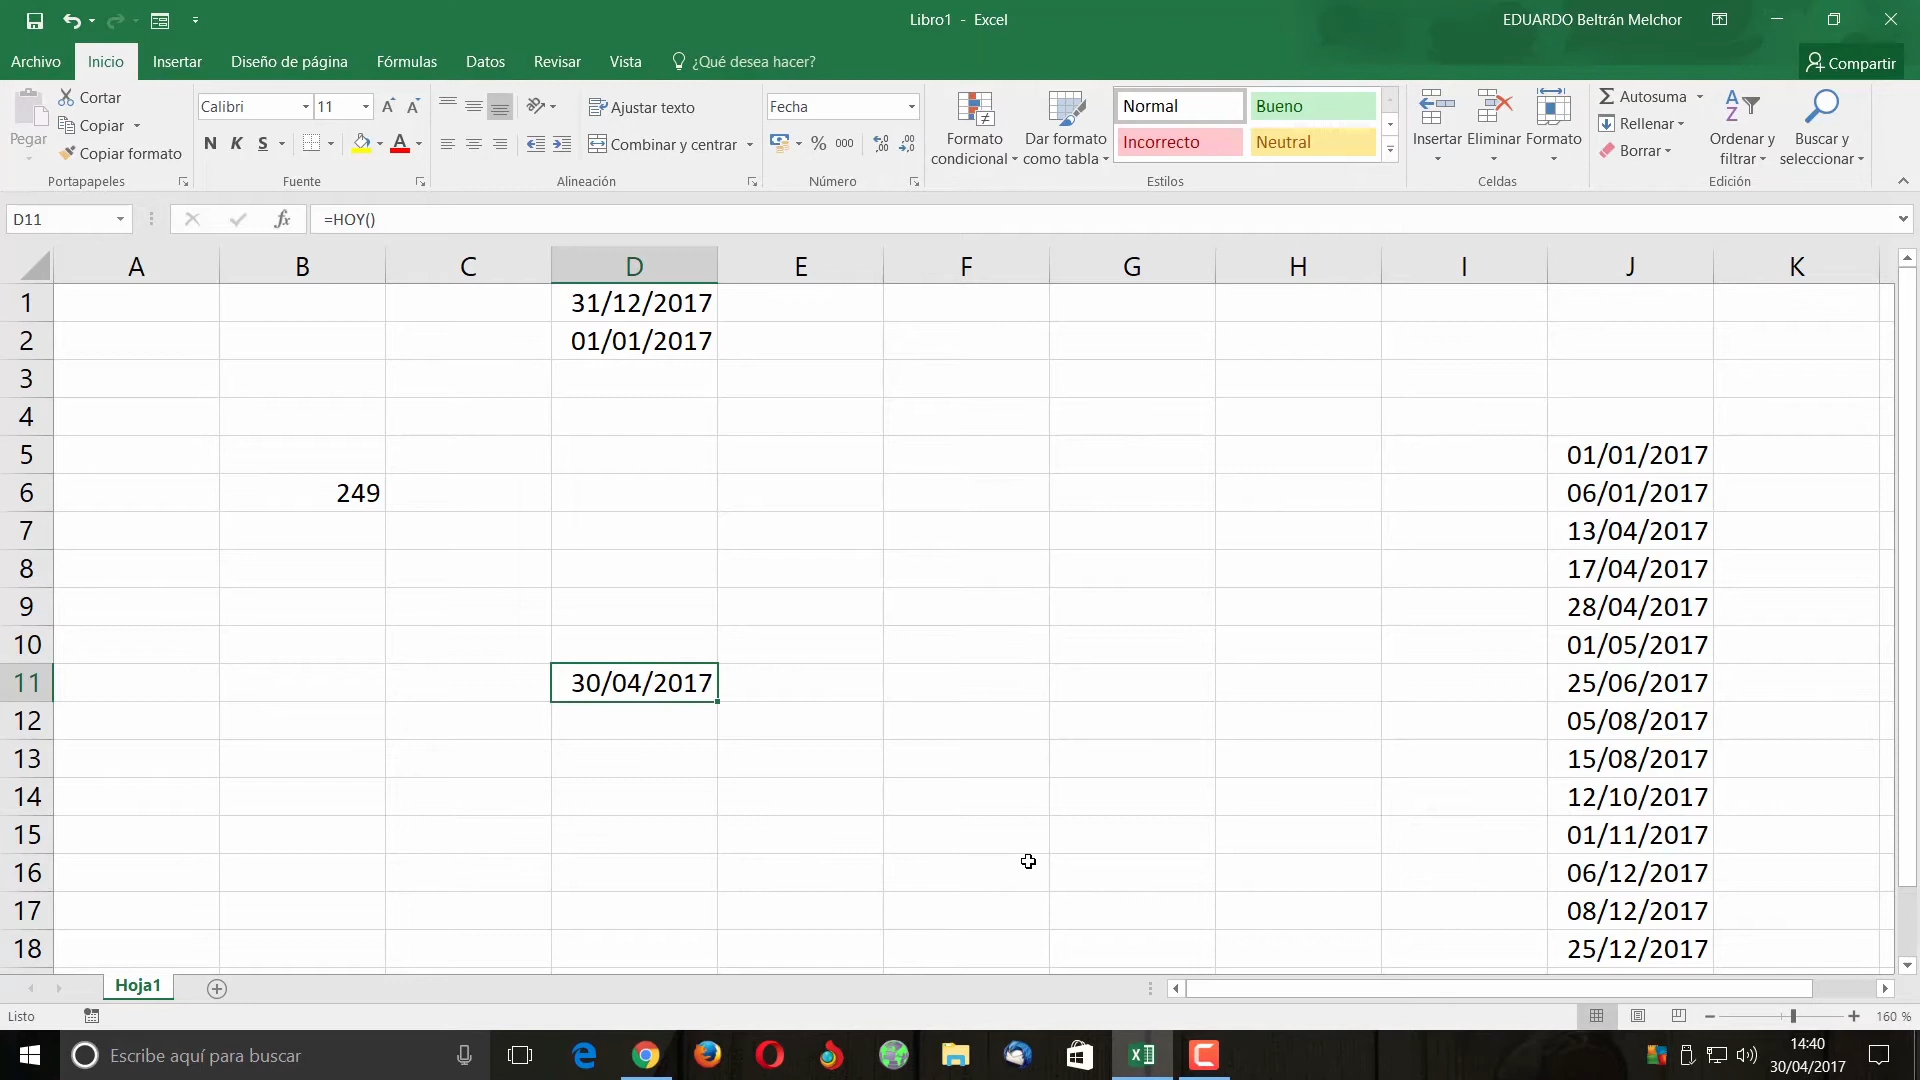 Libro1 - Excel
EDUARDO Beltrán Melchor
Archivo Inicio Insertar Diseño de página Fórmulas Datos Revisar Vista ¿Qué desea hacer? Compartir
Pegar
Cortar
Copiar
Copiar formato
Portapapeles
Calibri 11
N K S
Fuente
Ajustar texto
Combinar y centrar
Alineación
Fecha
% 000
Número
Formato condicional
Dar formato como tabla
Normal Bueno
Incorrecto Neutral
Estilos
Insertar Eliminar Formato
Celdas
Autosuma
Rellenar
Borrar
Ordenar y filtrar
Buscar y seleccionar
Edición
D11 fx =HOY()
A B C D E F G H I J K
1 31/12/2017
2 01/01/2017
3
4
5 01/01/2017
6 249 06/01/2017
7 13/04/2017
8 17/04/2017
9 28/04/2017
10 01/05/2017
11 30/04/2017 25/06/2017
12 05/08/2017
13 15/08/2017
14 12/10/2017
15 01/11/2017
16 06/12/2017
17 08/12/2017
18 25/12/2017
Hoja1
Listo
160 %
Escribe aquí para buscar
14:40
30/04/2017